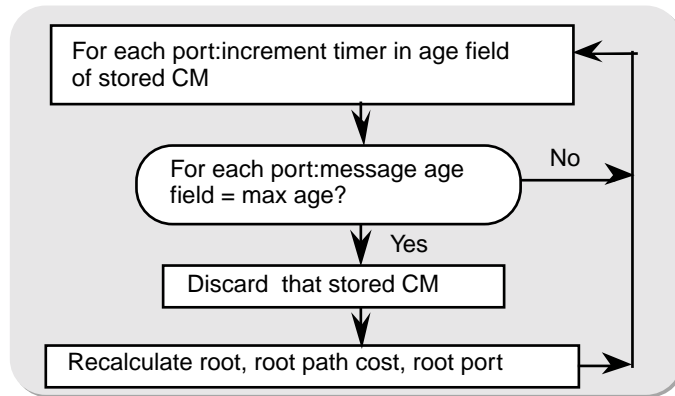 For each port:increment timer in age field
of stored CM
For each port:message age
field = max age?
No
Yes
Discard that stored CM
Recalculate root, root path cost, root port